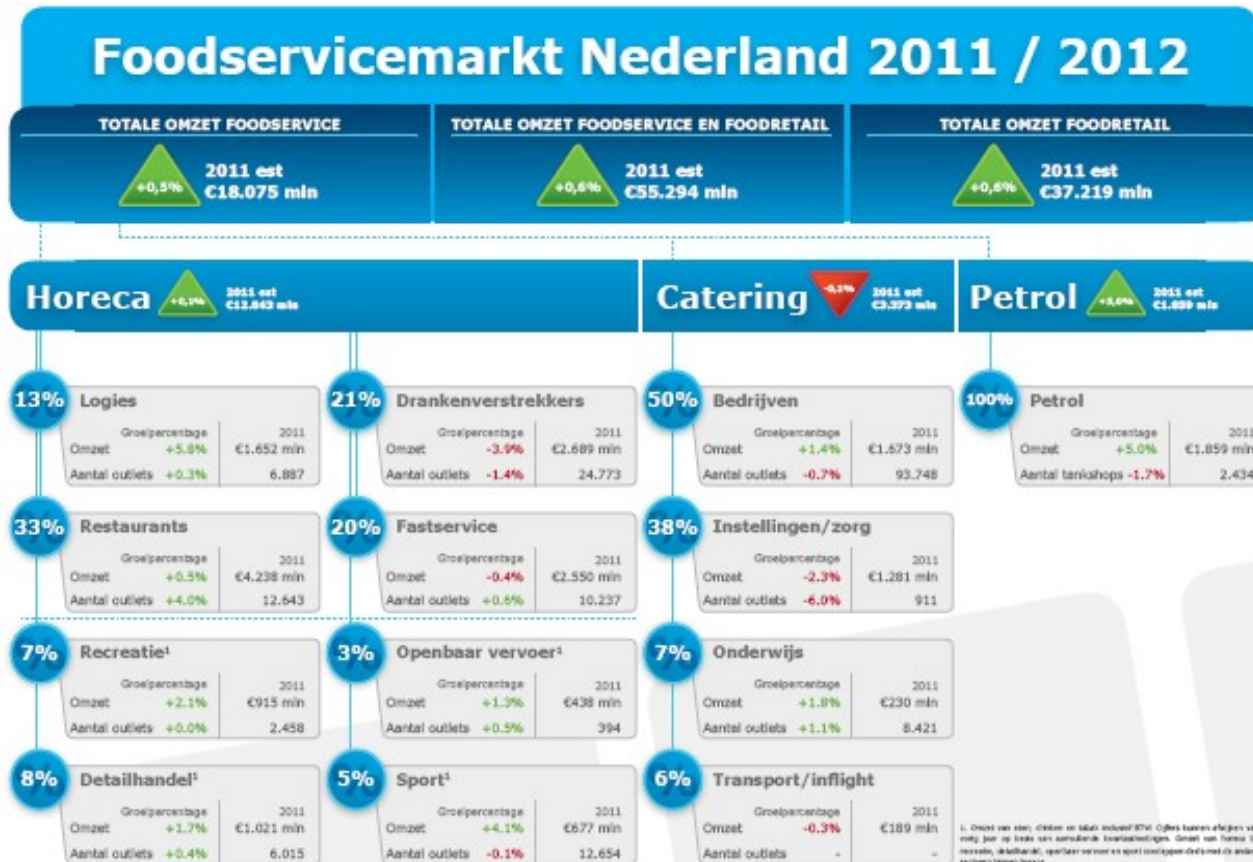 Foodservicemarkt Nederland 2011 / 2012
TOTALE OMZET FOODSERVICE
+0,5%
2011 est
€18.075 mln
TOTALE OMZET FOODSERVICE EN FOODRETAIL
+0,6%
2011 est
€55.294 mln
TOTALE OMZET FOODRETAIL
+0,6%
2011 est
€37.219 mln
Horeca
2011 est
Catering
2011 est
Petrol
2011 est
€1.859 mln
13% Logies
Groeipercentage 2011
Omzet +5.8% €1.652 mln
Aantal outlets +0.3% 6.887
21% Drankenverstrekkers
Groeipercentage 2011
Omzet -3.9% €2.689 mln
Aantal outlets -1.4% 24.773
50% Bedrijven
Groeipercentage 2011
Omzet +1.4% €1.673 mln
Aantal outlets -0.7% 93.748
100% Petrol
Groeipercentage 2011
Omzet +5.0% €1.859 mln
Aantal tankshops -1.7% 2.434
33% Restaurants
Groeipercentage 2011
Omzet +0.5% €4.238 mln
Aantal outlets +4.0% 12.643
20% Fastservice
Groeipercentage 2011
Omzet -0.4% €2.550 mln
Aantal outlets +0.6% 10.237
38% Instellingen/zorg
Groeipercentage 2011
Omzet -2.3% €1.281 mln
Aantal outlets -6.0% 911
7% Recreatie¹
Groeipercentage 2011
Omzet +2.1% €915 mln
Aantal outlets +0.0% 2.458
3% Openbaar vervoer¹
Groeipercentage 2011
Omzet +1.3% €438 mln
Aantal outlets +0.5% 394
7% Onderwijs
Groeipercentage 2011
Omzet +1.8% €230 mln
Aantal outlets +1.1% 8.421
8% Detailhandel¹
Groeipercentage 2011
Omzet +1.7% €1.021 mln
Aantal outlets +0.4% 6.015
5% Sport¹
Groeipercentage 2011
Omzet +4.1% €677 mln
Aantal outlets -0.1% 12.654
6% Transport/inflight
Groeipercentage 2011
Omzet -0.3% €189 mln
Aantal outlets - -